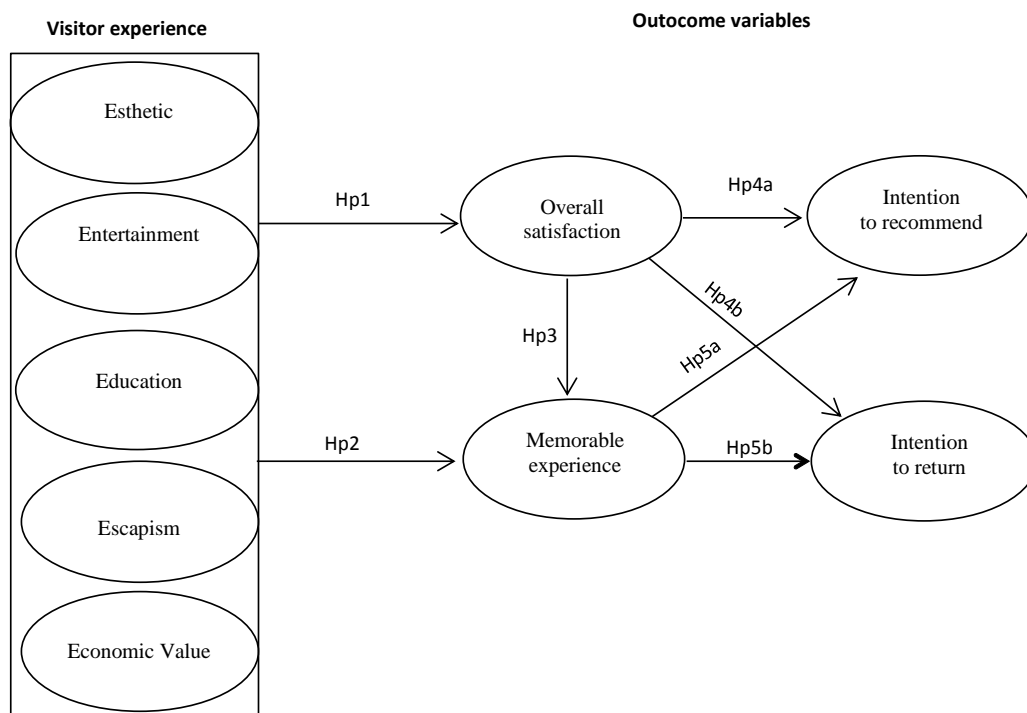 Visitor experience
Outocome variables
Esthetic
Entertainment
Education
Escapism
Economic Value
Hp1
Hp2
Overall
satisfaction
Hp3
Memorable
experience
Hp4a
Hp4b
Hp5a
Hp5b
Intention
to recommend
Intention
to return